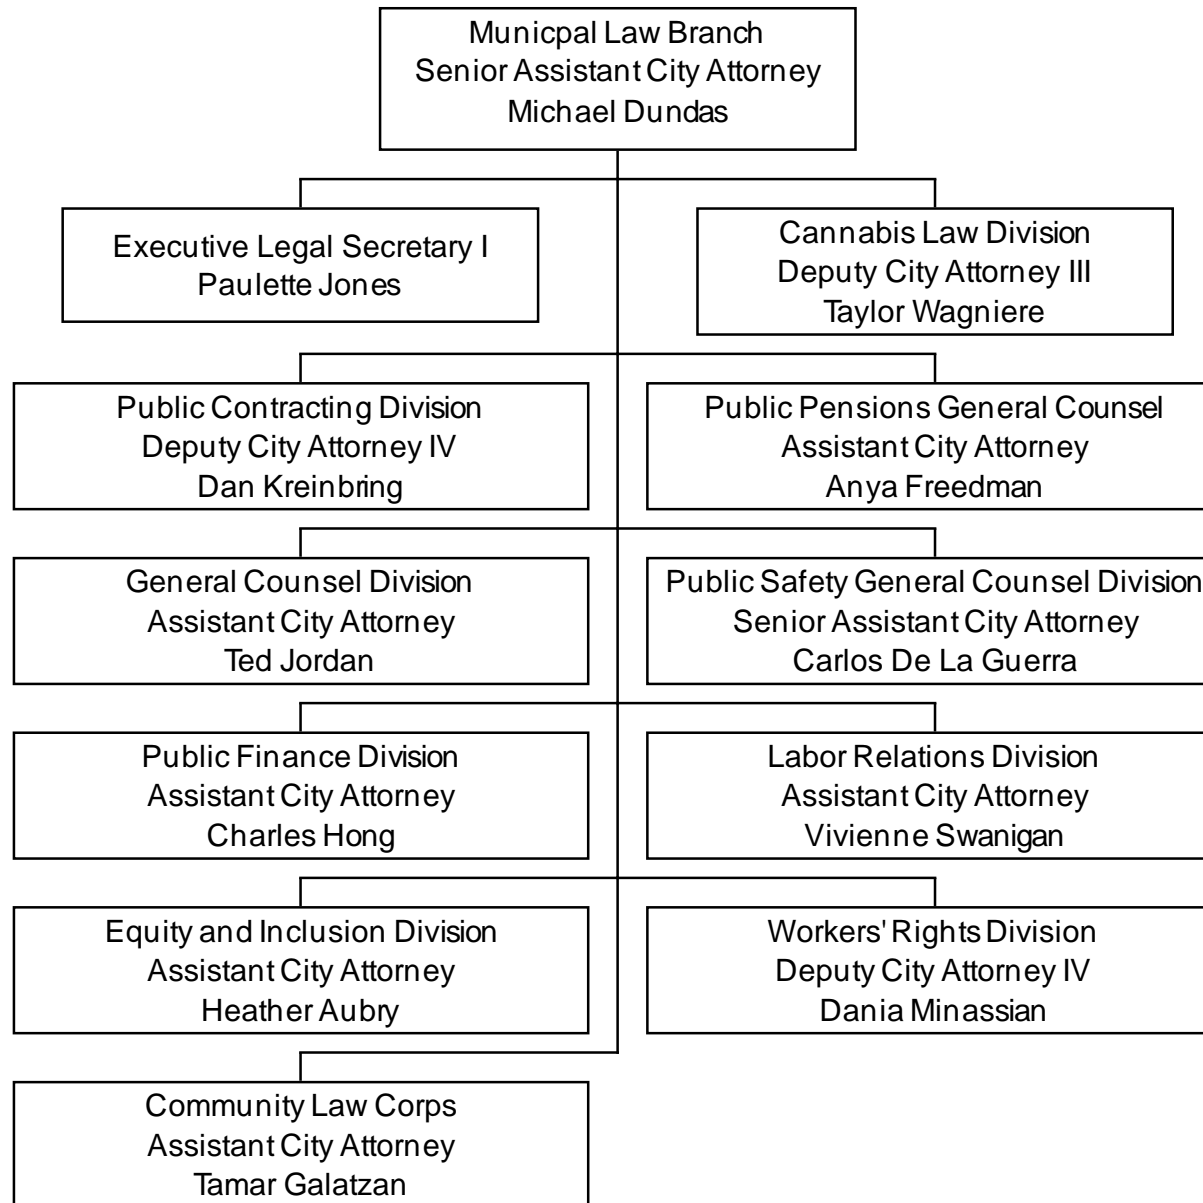 Municpal Law Branch
Senior Assistant City Attorney
Michael Dundas
Executive Legal Secretary I
Paulette Jones
Cannabis Law Division
Deputy City Attorney III
Taylor Wagniere
Public Contracting Division
Deputy City Attorney IV
Dan Kreinbring
Public Pensions General Counsel
Assistant City Attorney
Anya Freedman
General Counsel Division
Assistant City Attorney
Ted Jordan
Public Safety General Counsel Division
Senior Assistant City Attorney
Carlos De La Guerra
Public Finance Division
Assistant City Attorney
Charles Hong
Labor Relations Division
Assistant City Attorney
Vivienne Swanigan
Equity and Inclusion Division
Assistant City Attorney
Heather Aubry
Workers' Rights Division
Deputy City Attorney IV
Dania Minassian
Community Law Corps
Assistant City Attorney
Tamar Galatzan